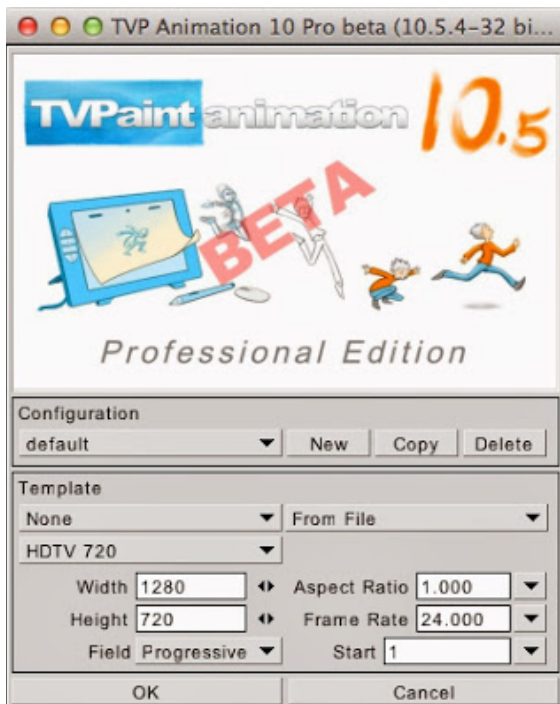 TVP Animation 10 Pro beta (10.5.4-32 bi...
TVPaint animation 10.5
BETA
Professional Edition
Configuration
default New Copy Delete
Template
None From File
HDTV 720
Width 1280 Aspect Ratio 1.000
Height 720 Frame Rate 24.000
Field Progressive Start 1
OK Cancel